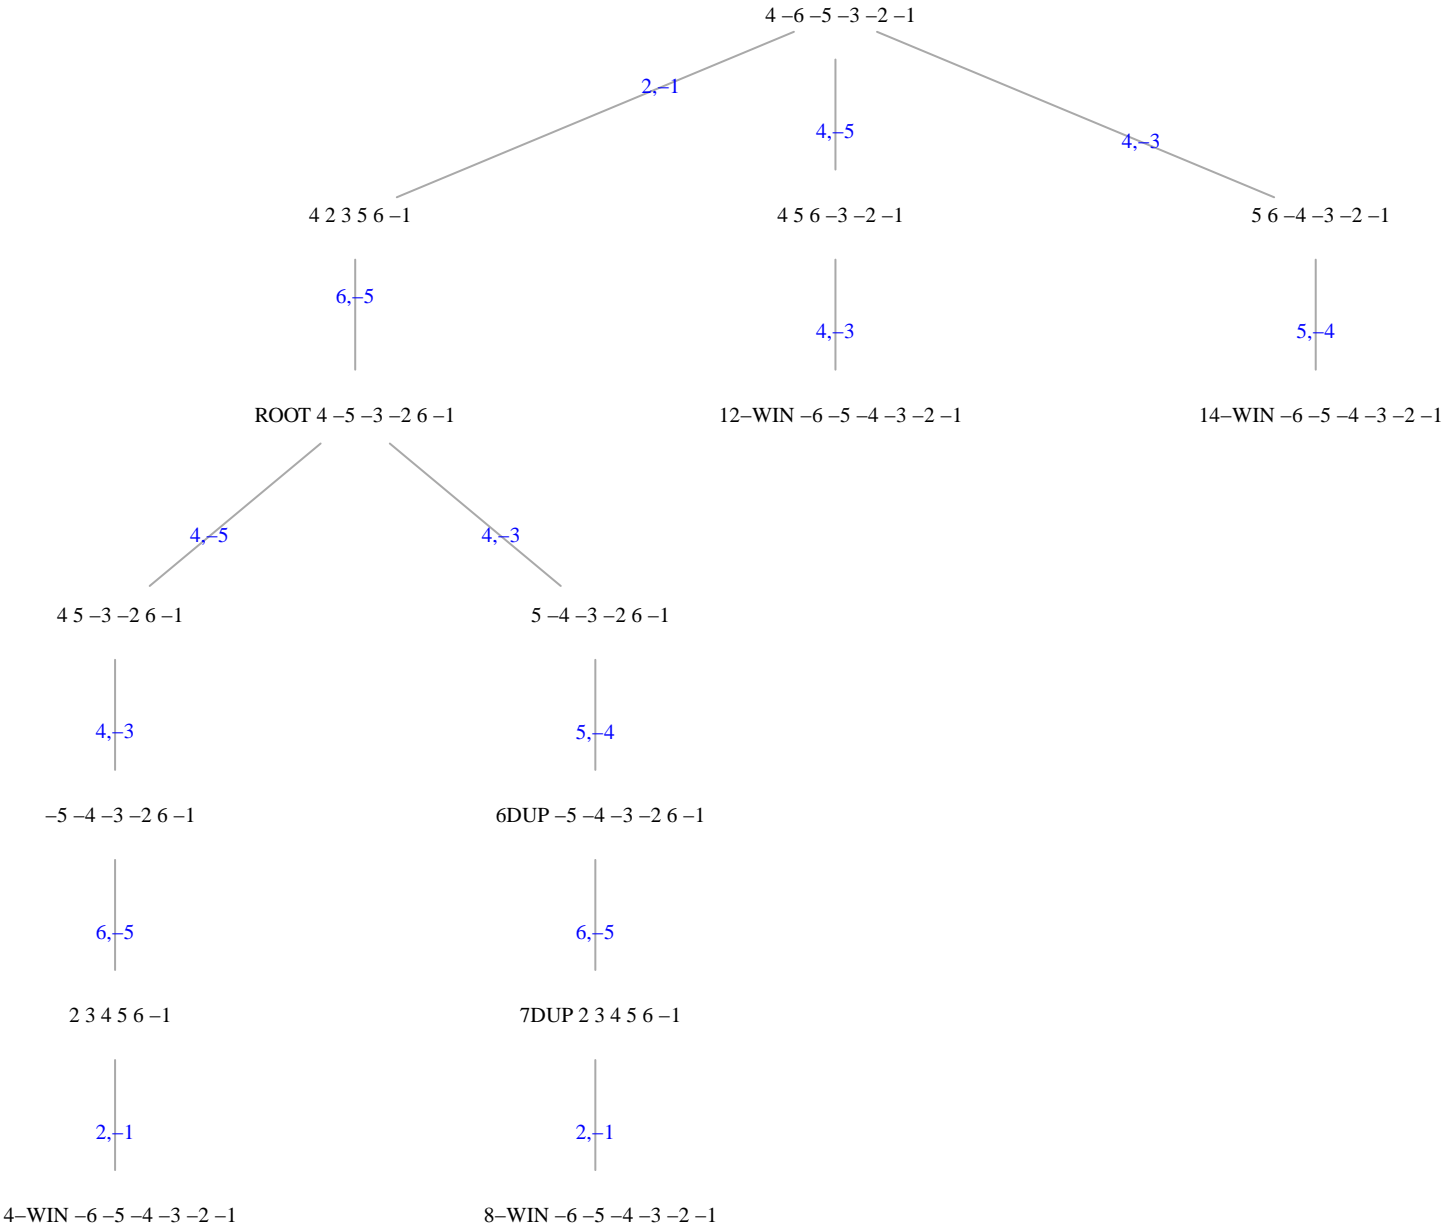 4 –6 –5 –3 –2 –1
2,–1
4,–5
4,–3
4 2 3 5 6 –1
4 5 6 –3 –2 –1
5 6 –4 –3 –2 –1
6,–5
4,–3
5,–4
ROOT 4 –5 –3 –2 6 –1
12–WIN –6 –5 –4 –3 –2 –1
14–WIN –6 –5 –4 –3 –2 –1
4,–5
4,–3
4 5 –3 –2 6 –1
5 –4 –3 –2 6 –1
4,–3
5,–4
–5 –4 –3 –2 6 –1
6DUP –5 –4 –3 –2 6 –1
6,–5
6,–5
2 3 4 5 6 –1
7DUP 2 3 4 5 6 –1
2,–1
2,–1
4–WIN –6 –5 –4 –3 –2 –1
8–WIN –6 –5 –4 –3 –2 –1